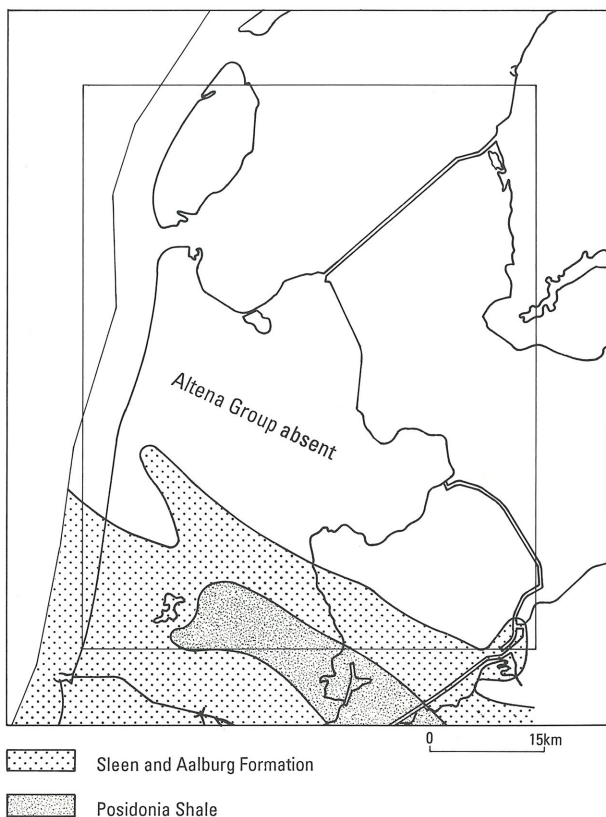 Altena Group absent
0 15km
Sleen and Aalburg Formation
Posidonia Shale